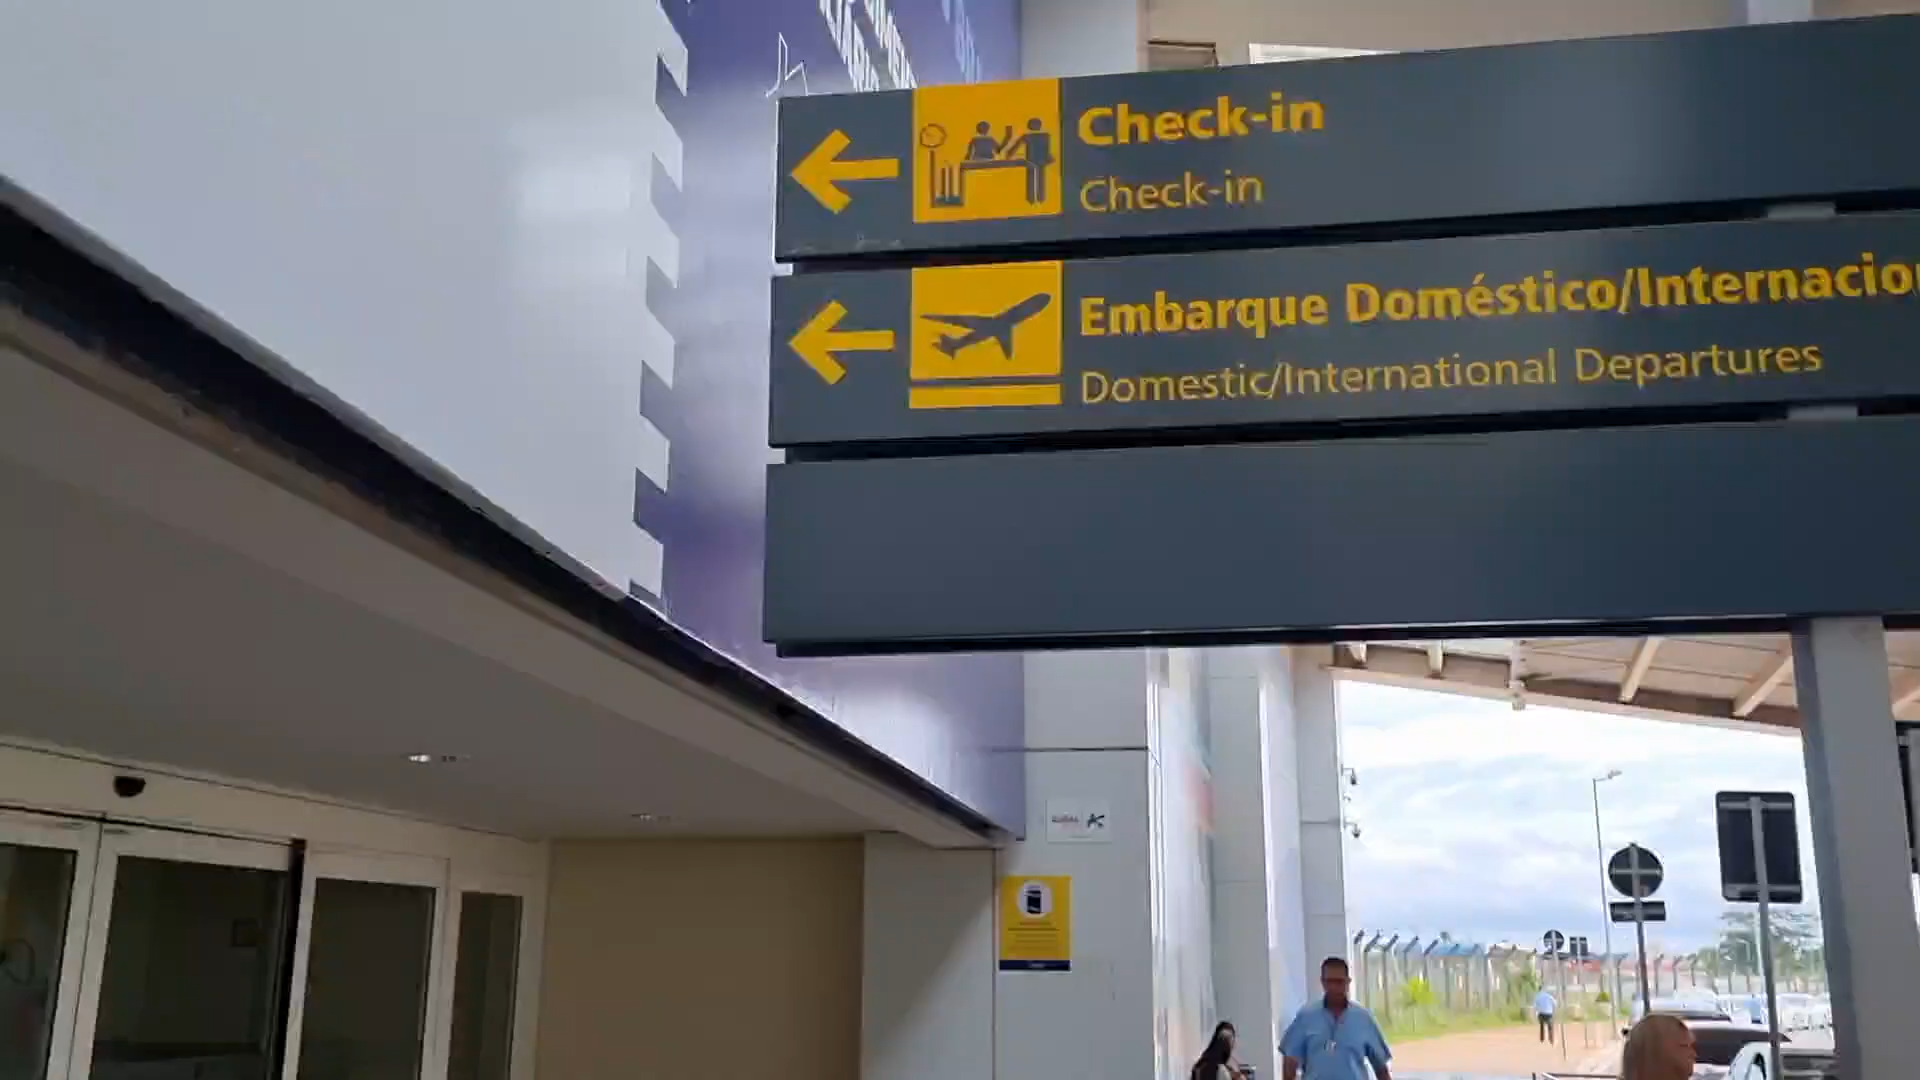 Check-in
Check-in
Embarque Doméstico/Internacio
Domestic/International Departures